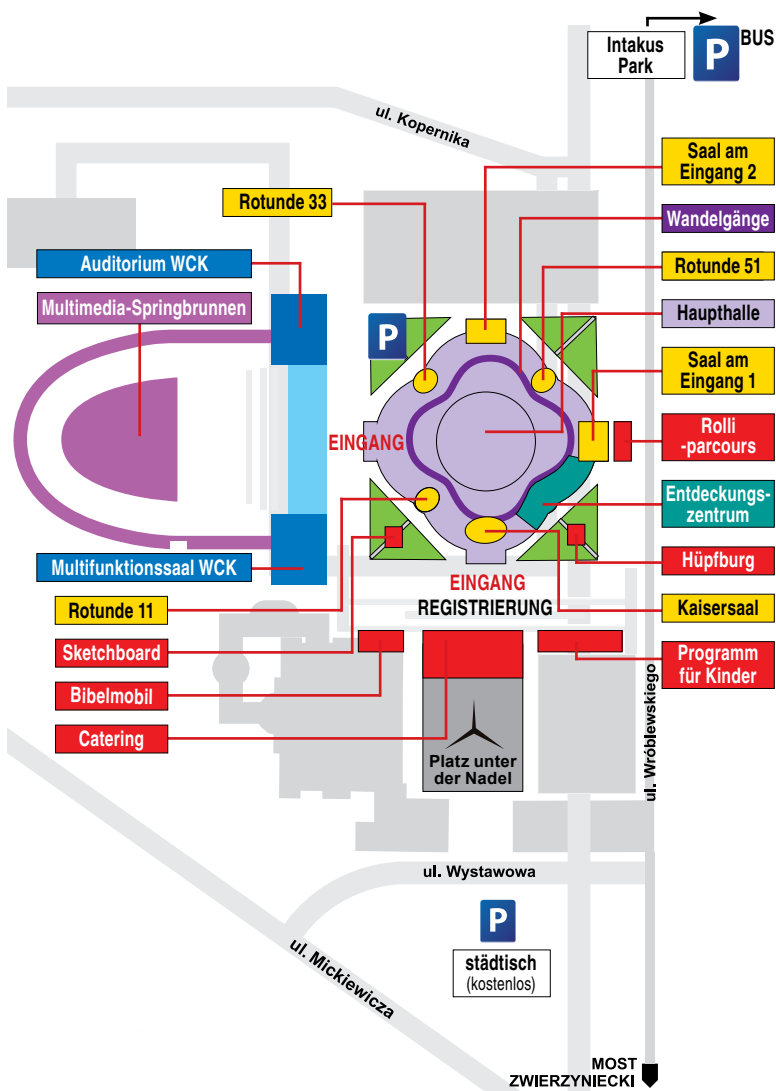 Intakus
Park
P
BUS
ul. Kopernika
Saal am
Eingang 2
Rotunde 33
Wandelgänge
Auditorium WCK
Rotunde 51
Multimedia-Springbrunnen
Haupthalle
P
Saal am
Eingang 1
EINGANG
Rolli
-parcours
Entdeckungs-
zentrum
Multifunktionssaal WCK
Hüpfburg
EINGANG
REGISTRIERUNG
Rotunde 11
Kaisersaal
Sketchboard
Programm
für Kinder
Bibelmobil
Catering
Platz unter
der Nadel
ul. Wróblewskiego
ul. Wystawowa
P
städtisch
(kostenlos)
ul. Mickiewicza
MOST
ZWIERZYNIECKI